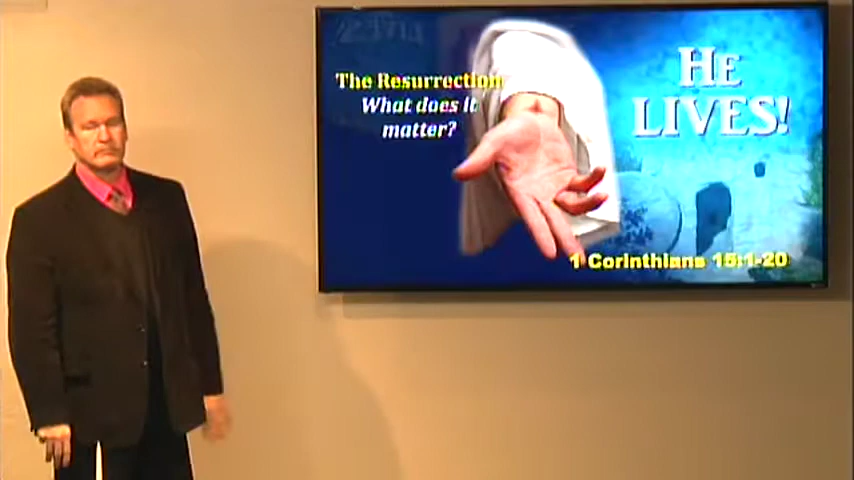 The Resurrection
What does it
matter?
He
Lives!
1 Corinthians 15:1-20